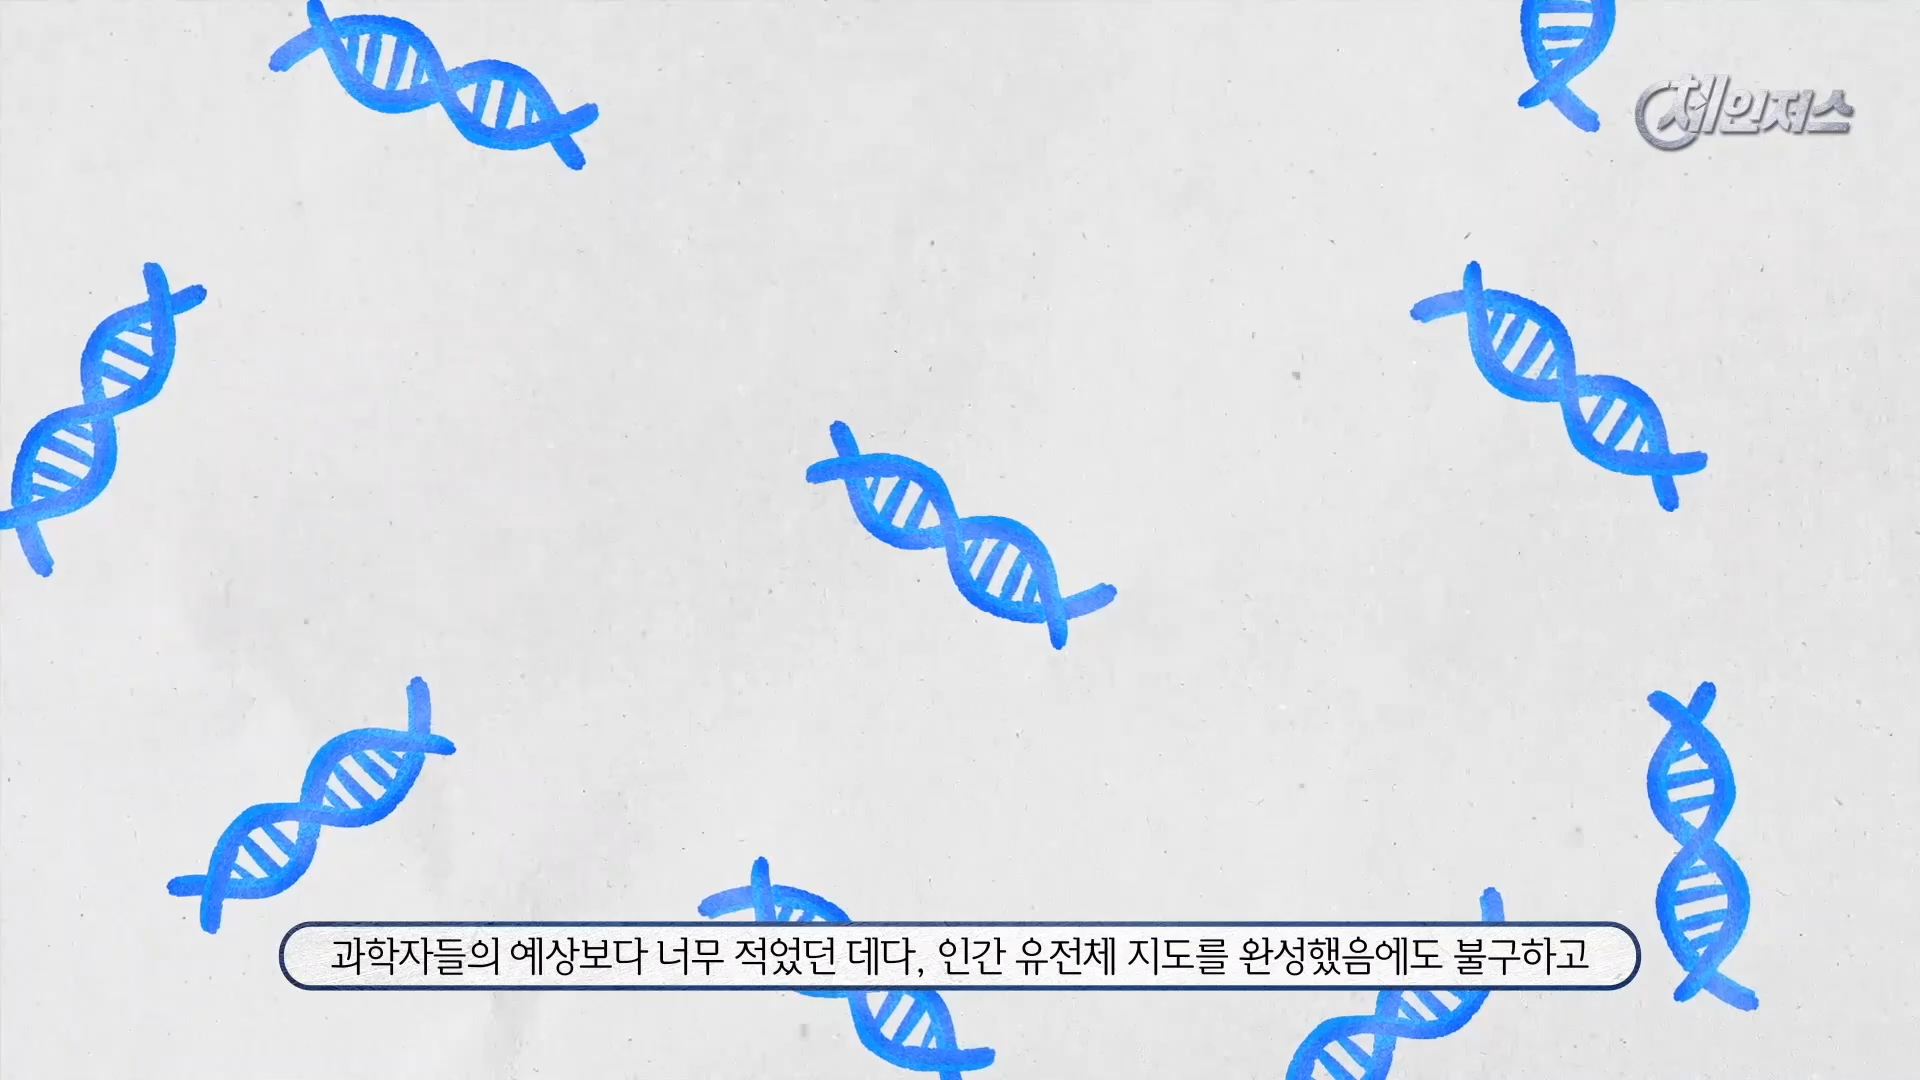 체인저스
과학자들의 예상보다 너무 적었던 데다, 인간 유전체 지도를 완성했음에도 불구하고